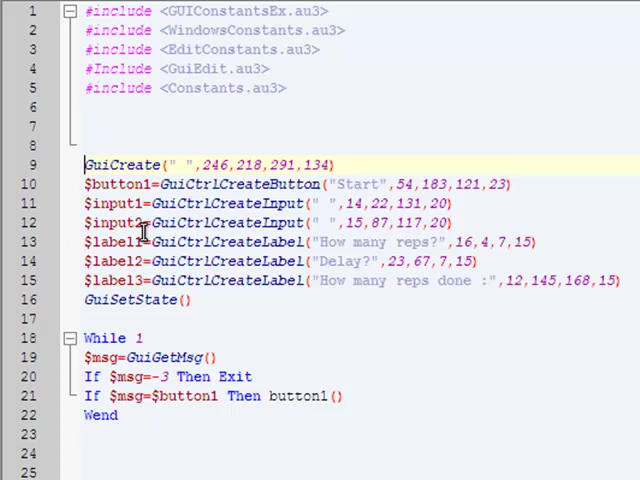 1 #include <GUIConstantsEx.au3>
2 #include <WindowsConstants.au3>
3 #include <EditConstants.au3>
4 #Include <GuiEdit.au3>
5 #include <Constants.au3>
6
7
8
9 GuiCreate(" ",246,218,291,134)
10 $button1=GuiCtrlCreateButton("Start",54,183,121,23)
11 $input1=GuiCtrlCreateInput(" ",14,22,131,20)
12 $input2=GuiCtrlCreateInput(" ",15,87,117,20)
13 $label1=GuiCtrlCreateLabel("How many reps?",16,4,7,15)
14 $label2=GuiCtrlCreateLabel("Delay?",23,67,7,15)
15 $label3=GuiCtrlCreateLabel("How many reps done :",12,145,168,15)
16 GuiSetState()
17
18 While 1
19 $msg=GuiGetMsg()
20 If $msg=-3 Then Exit
21 If $msg=$button1 Then button1()
22 Wend
23
24
25